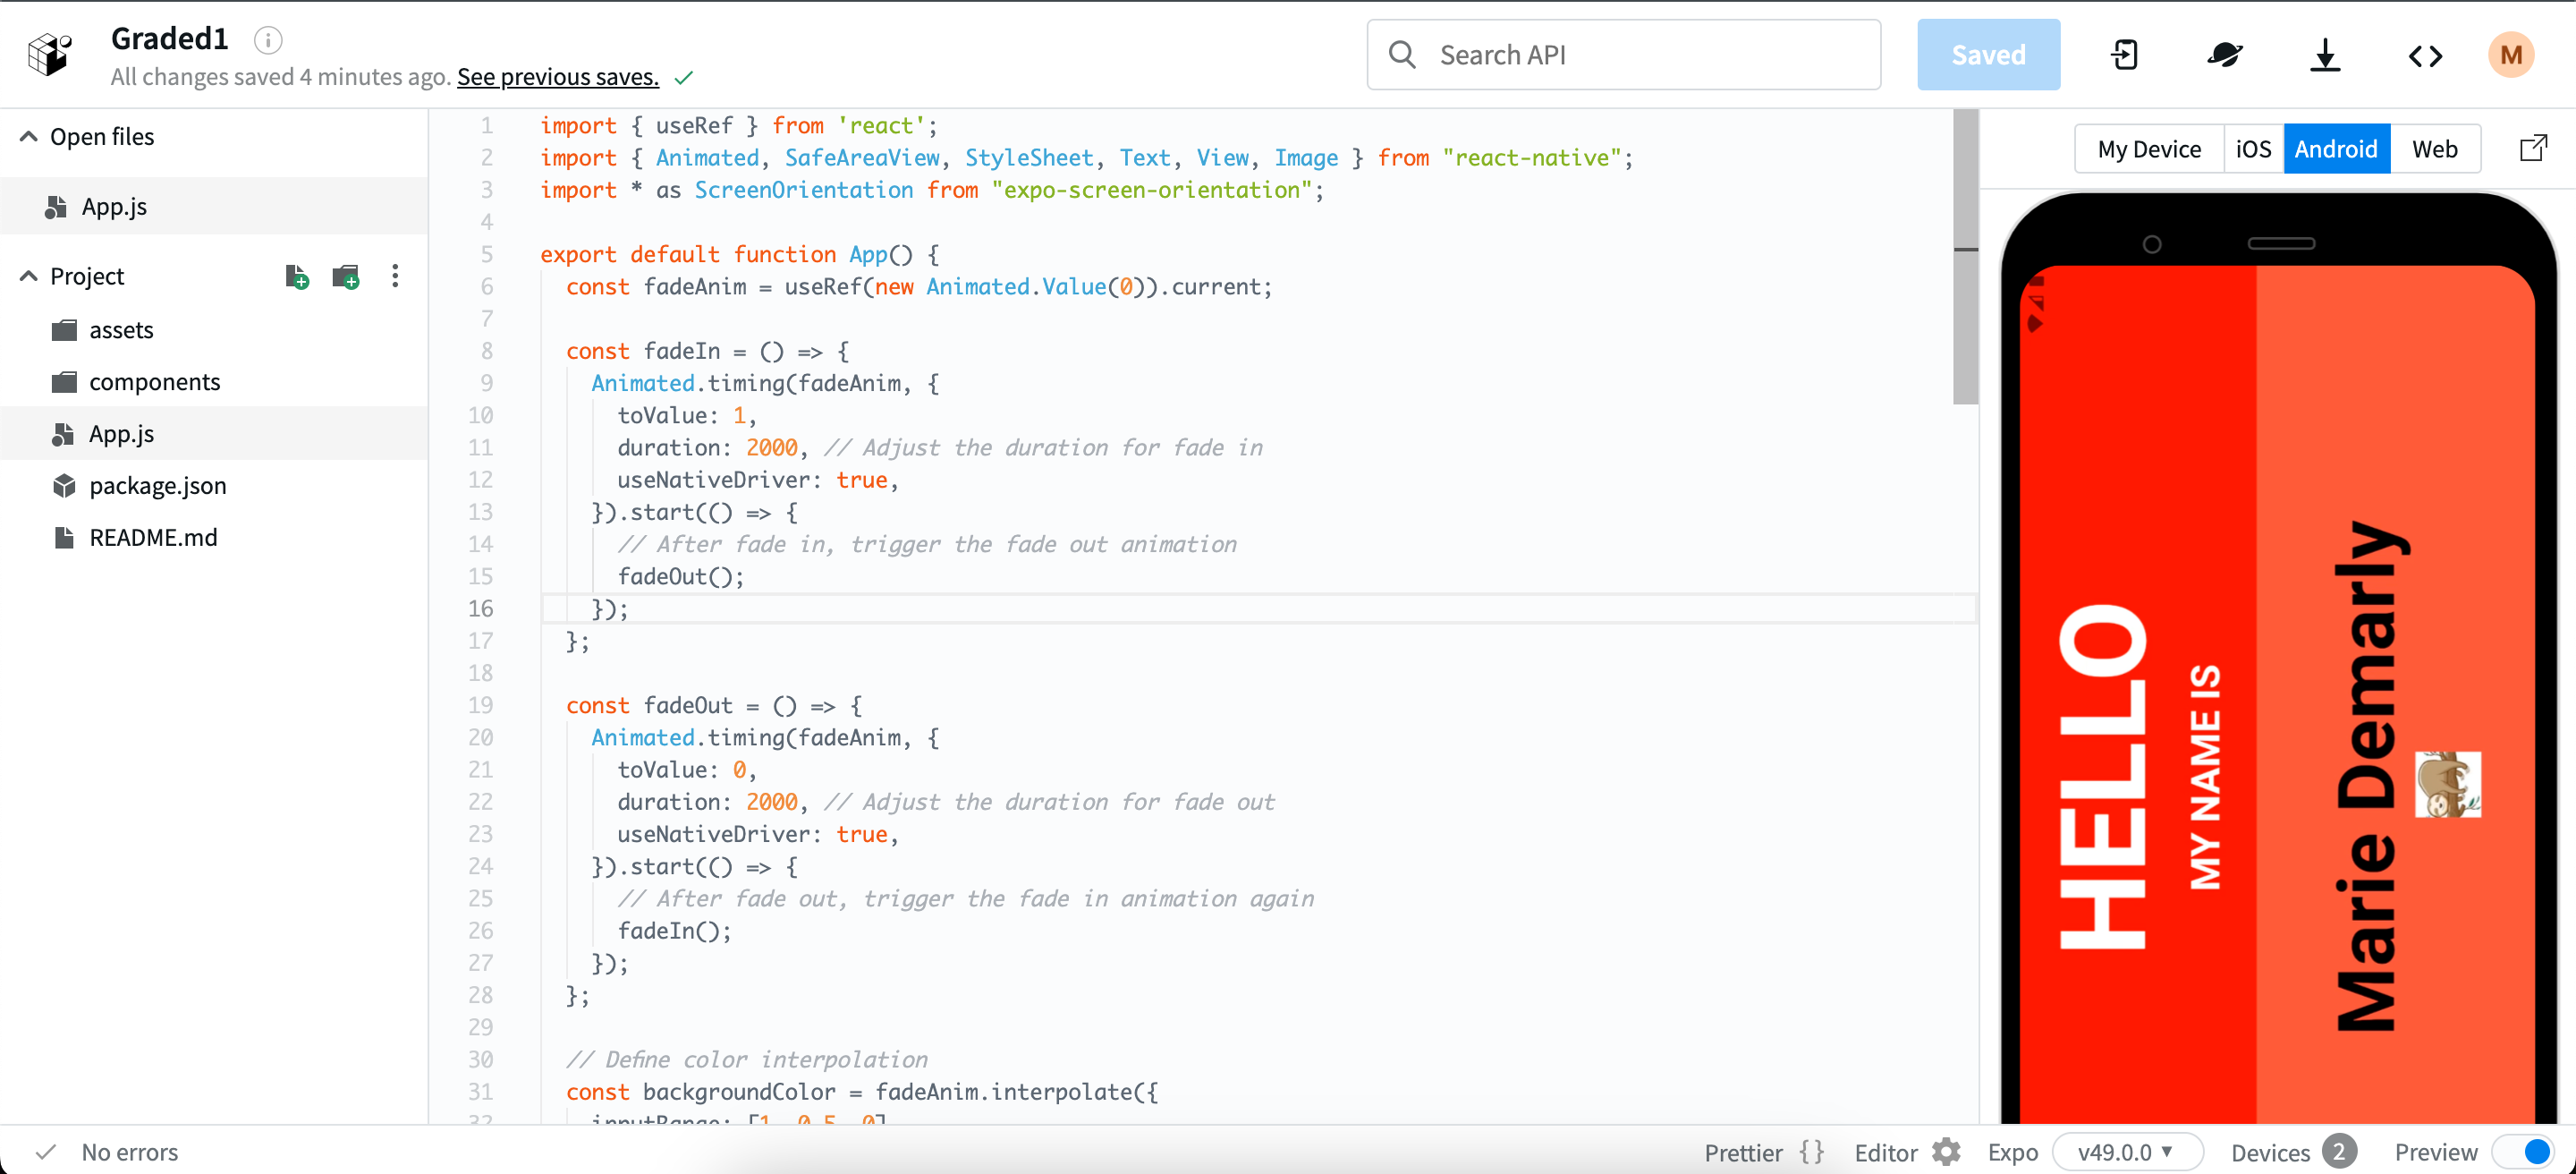 Graded1
All changes saved 4 minutes ago. See previous saves.
Search API
Saved
M
Open files
App.js
Project
assets
components
App.js
package.json
README.md
1 import { useRef } from 'react';
2 import { Animated, SafeAreaView, StyleSheet, Text, View, Image } from "react-native";
3 import * as ScreenOrientation from "expo-screen-orientation";
4
5 export default function App() {
6 const fadeAnim = useRef(new Animated.Value(0)).current;
7
8 const fadeIn = () => {
9 Animated.timing(fadeAnim, {
10 toValue: 1,
11 duration: 2000, // Adjust the duration for fade in
12 useNativeDriver: true,
13 }).start(() => {
14 // After fade in, trigger the fade out animation
15 fadeOut();
16 });
17 };
18
19 const fadeOut = () => {
20 Animated.timing(fadeAnim, {
21 toValue: 0,
22 duration: 2000, // Adjust the duration for fade out
23 useNativeDriver: true,
24 }).start(() => {
25 // After fade out, trigger the fade in animation again
26 fadeIn();
27 });
28 };
29
30 // Define color interpolation
31 const backgroundColor = fadeAnim.interpolate({
32 inputRange: [1, 0.5, 0]
My Device iOS Android Web
HELLO
MY NAME IS
Marie Demarly
No errors
Prettier {} Editor Expo v49.0.0 Devices 2 Preview